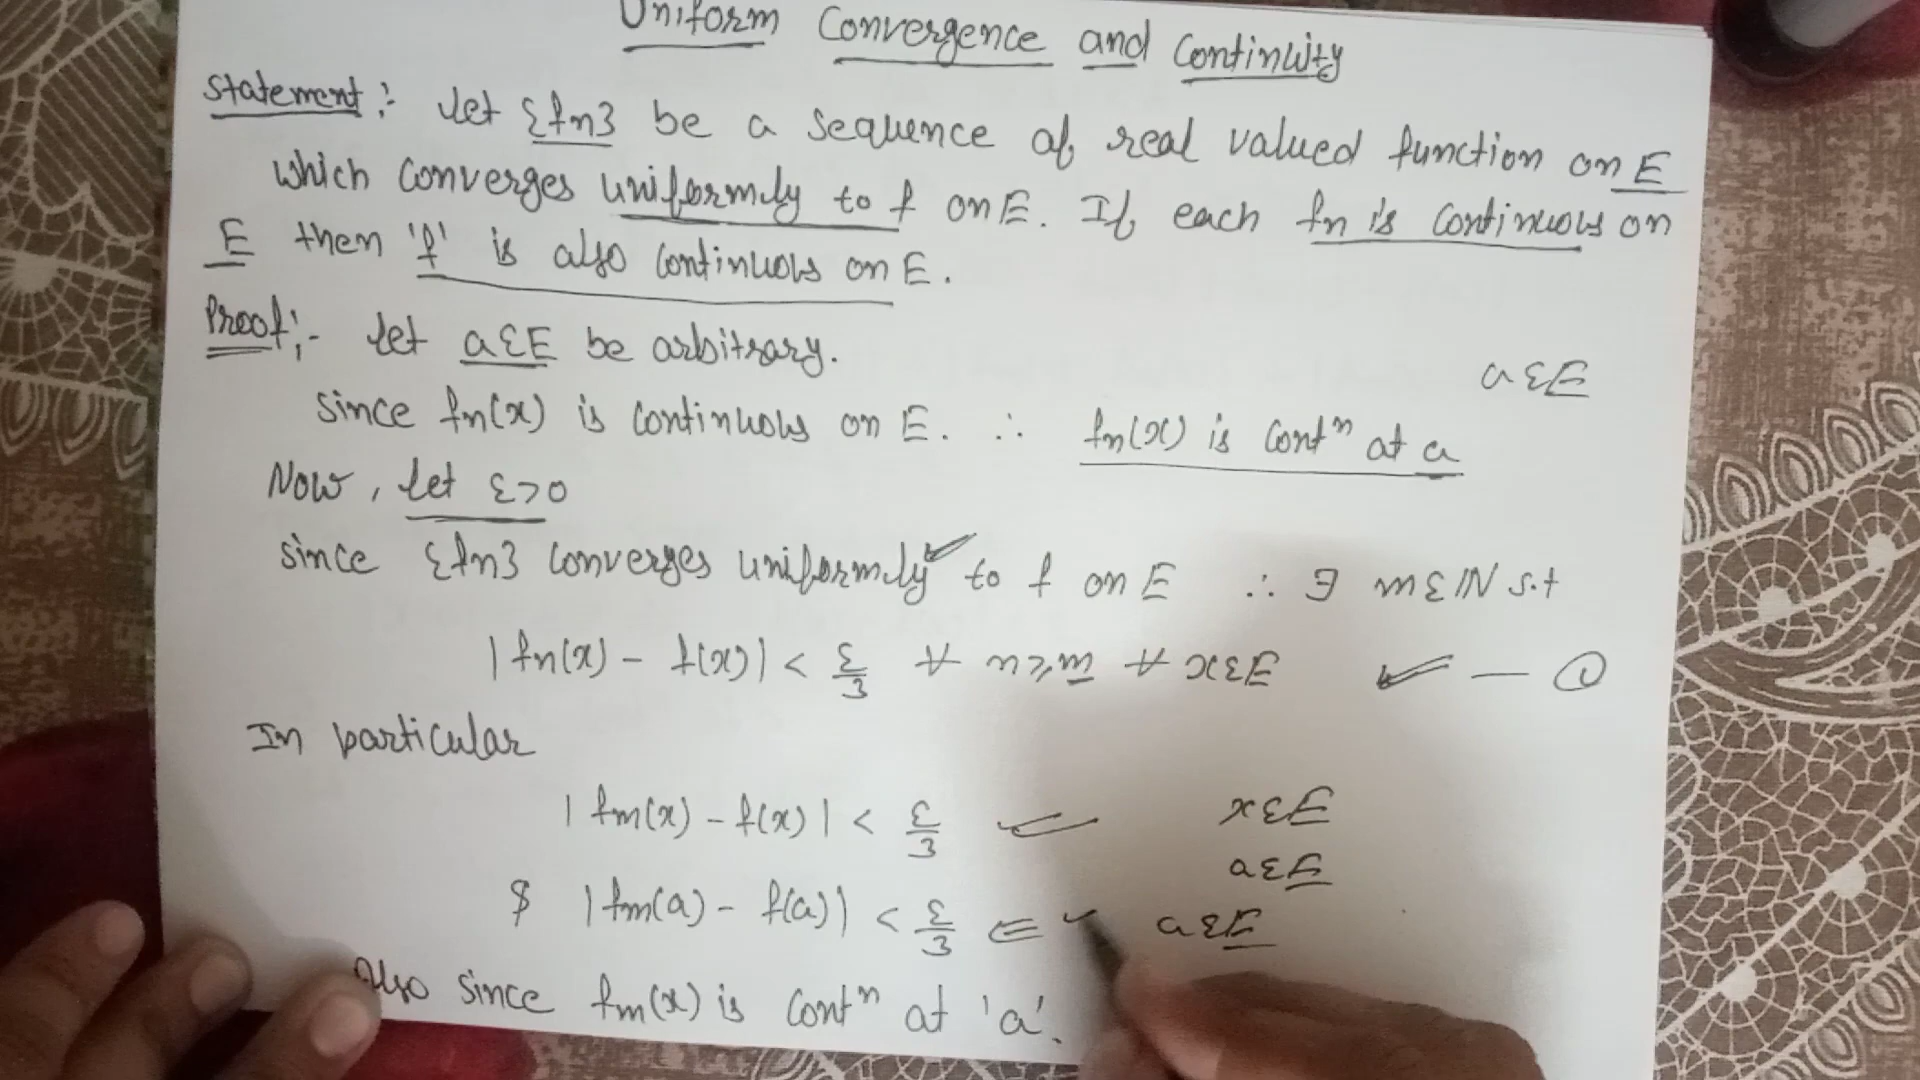 Uniform Convergence and Continuity
Statement :- Let {fn} be a sequence of real valued function on E
which converges uniformly to f on E. If each fn is continuous on
E then 'f' is also continuous on E.
Proof :- Let a∈E be arbitrary.
a∈E
Since fn(x) is continuous on E. ∴ fn(x) is contⁿ at a
Now, let ε>0
Since {fn} converges uniformly to f on E ∴ ∃ m∈ℕ s.t
|fn(x) - f(x)| < ε/3 ∀ n≥m ∀ x∈E ✓ — ①
In particular
|fm(x) - f(x)| < ε/3 x∈E
a∈E
$ |fm(a) - f(a)| < ε/3 a∈E
Also since fm(x) is contⁿ at 'a'.